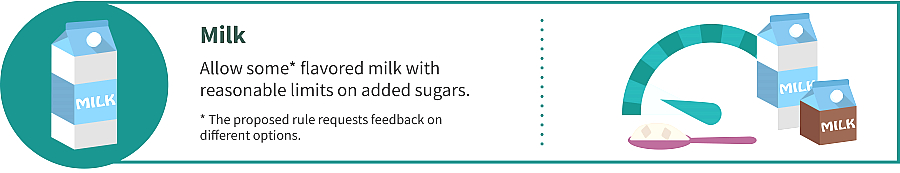 MILK
Milk
Allow some* flavored milk with
reasonable limits on added sugars.
* The proposed rule requests feedback on
different options.
MILK
MILK